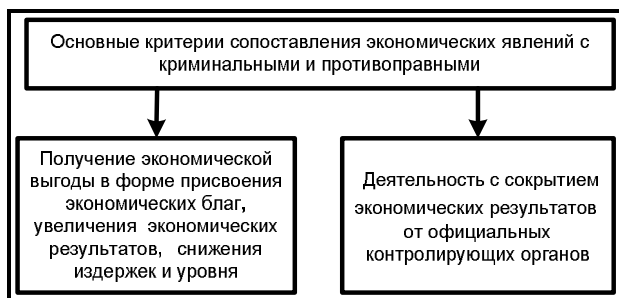 Основные критерии сопоставления экономических явлений с
криминальными и противоправными
Получение экономической
выгоды в форме присвоения
экономических благ,
увеличения экономических
результатов, снижения
издержек и уровня
Деятельность с сокрытием
экономических результатов
от официальных
контролирующих органов